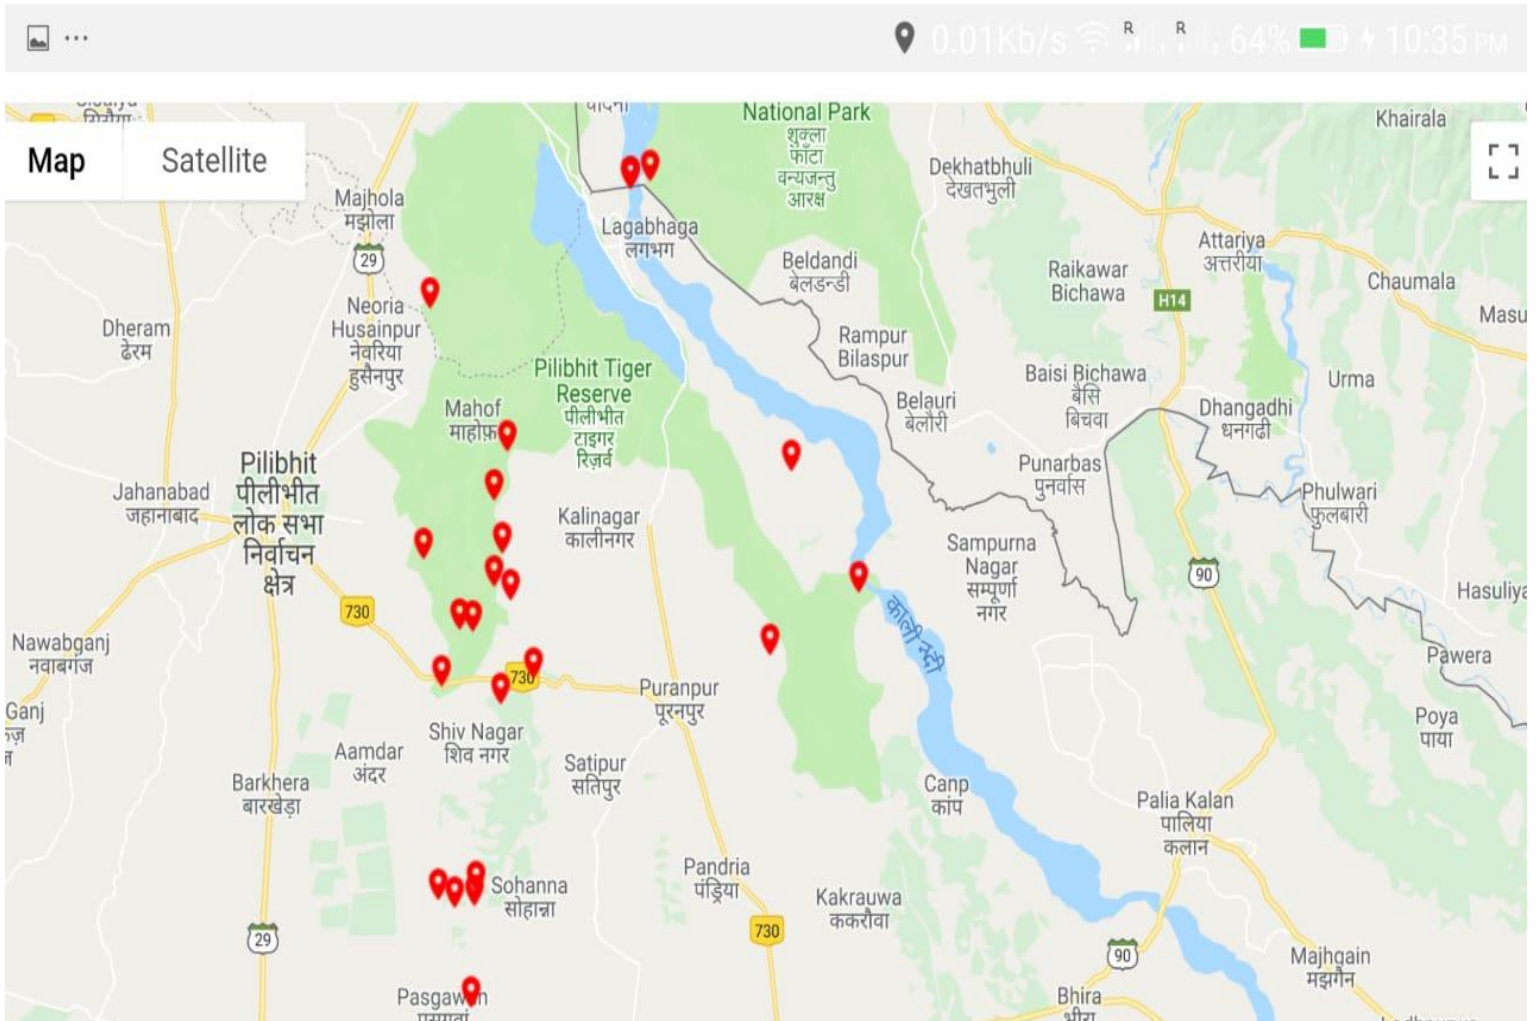 0.01Kb/s R R 64% 10:35 PM
National Park
शुक्ला
फाँटा
वन्यजन्तु
आरक्ष
Khairala
Map Satellite
Dekhatbhuli
देखतभुली
Majhola
मझोला
29
Lagabhaga
लगभग
Attariya
अत्तरीया
Beldandi
बेलडन्डी
Raikawar
Bichawa
H14
Chaumala
Masu
Neoria
Husainpur
नेवरिया
हुसैनपुर
Dheram
ढेरम
Rampur
Bilaspur
Pilibhit Tiger
Reserve
पीलीभीत
टाइगर
रिज़र्व
Baisi Bichawa
बैसि
बिचवा
Urma
Mahof
माहोफ़
Belauri
बेलौरी
Dhangadhi
धनगढी
Pilibhit
पीलीभीत
लोक सभा
निर्वाचन
क्षेत्र
Punarbas
पुनर्वास
Jahanabad
जहानाबाद
Phulwari
फुलबारी
Kalinagar
कालीनगर
Sampurna
Nagar
सम्पूर्णा
नगर
90
Hasuliya
730
काली नदी
Nawabganj
नवाबगंज
Pawera
730
Puranpur
पूरनपुर
Ganj
Poya
पाया
Shiv Nagar
शिव नगर
Aamdar
अंदर
Satipur
सतिपुर
Barkhera
बारखेड़ा
Canp
कांप
Palia Kalan
पालिया
कलान
Pandria
पंड्रिया
Sohanna
सोहान्ना
Kakrauwa
ककरौवा
730
29
90
Majhgain
मझगैन
Pasgawan
Bhira